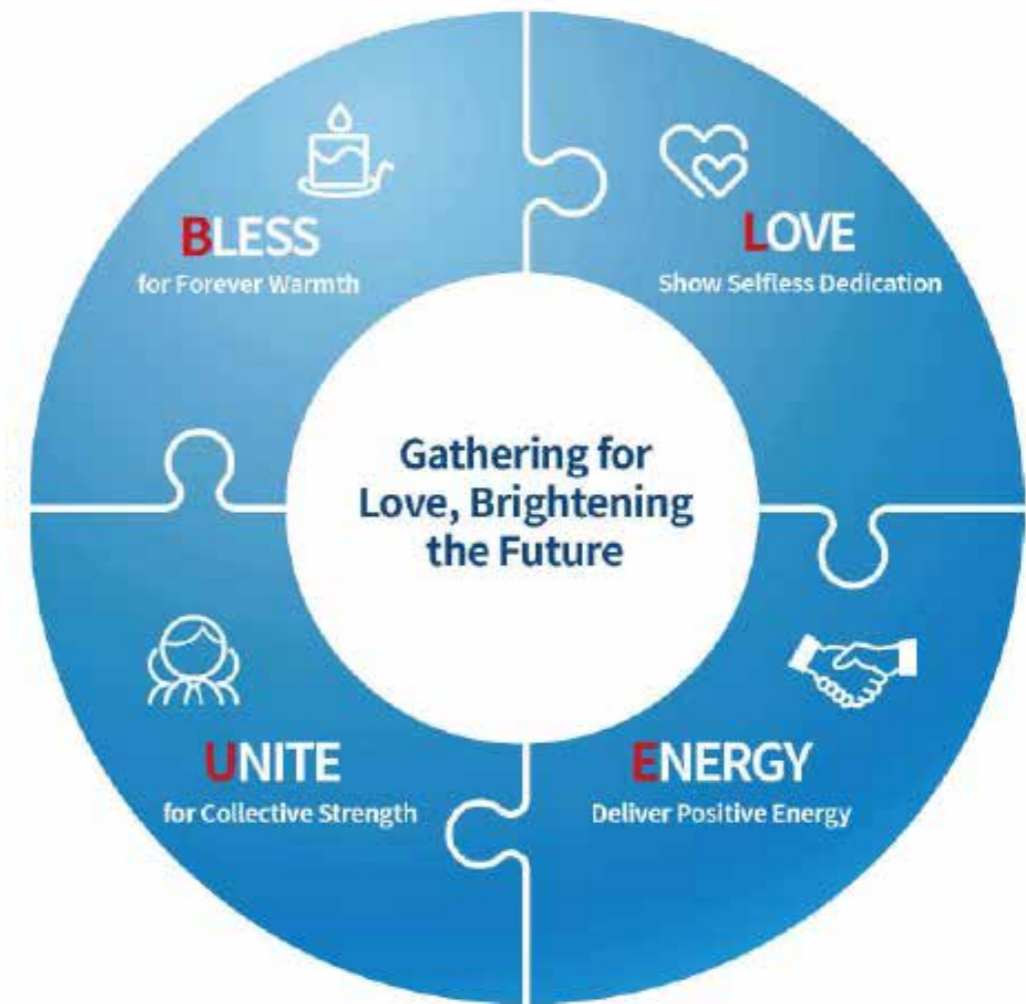 BLESS
for Forever Warmth
LOVE
Show Selfless Dedication
Gathering for
Love, Brightening
the Future
UNITE
for Collective Strength
ENERGY
Deliver Positive Energy